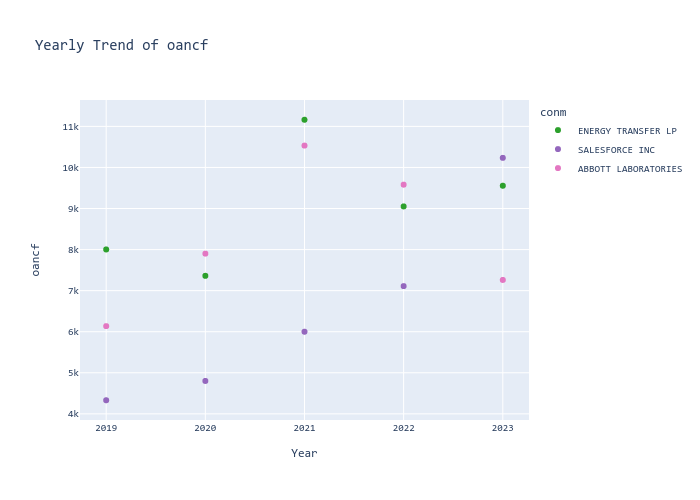 Yearly Trend of oancf
conm
ENERGY TRANSFER LP
SALESFORCE INC
ABBOTT LABORATORIES
11k
10k
9k
8k
7k
6k
5k
4k
oancf
2019 2020 2021 2022 2023
Year